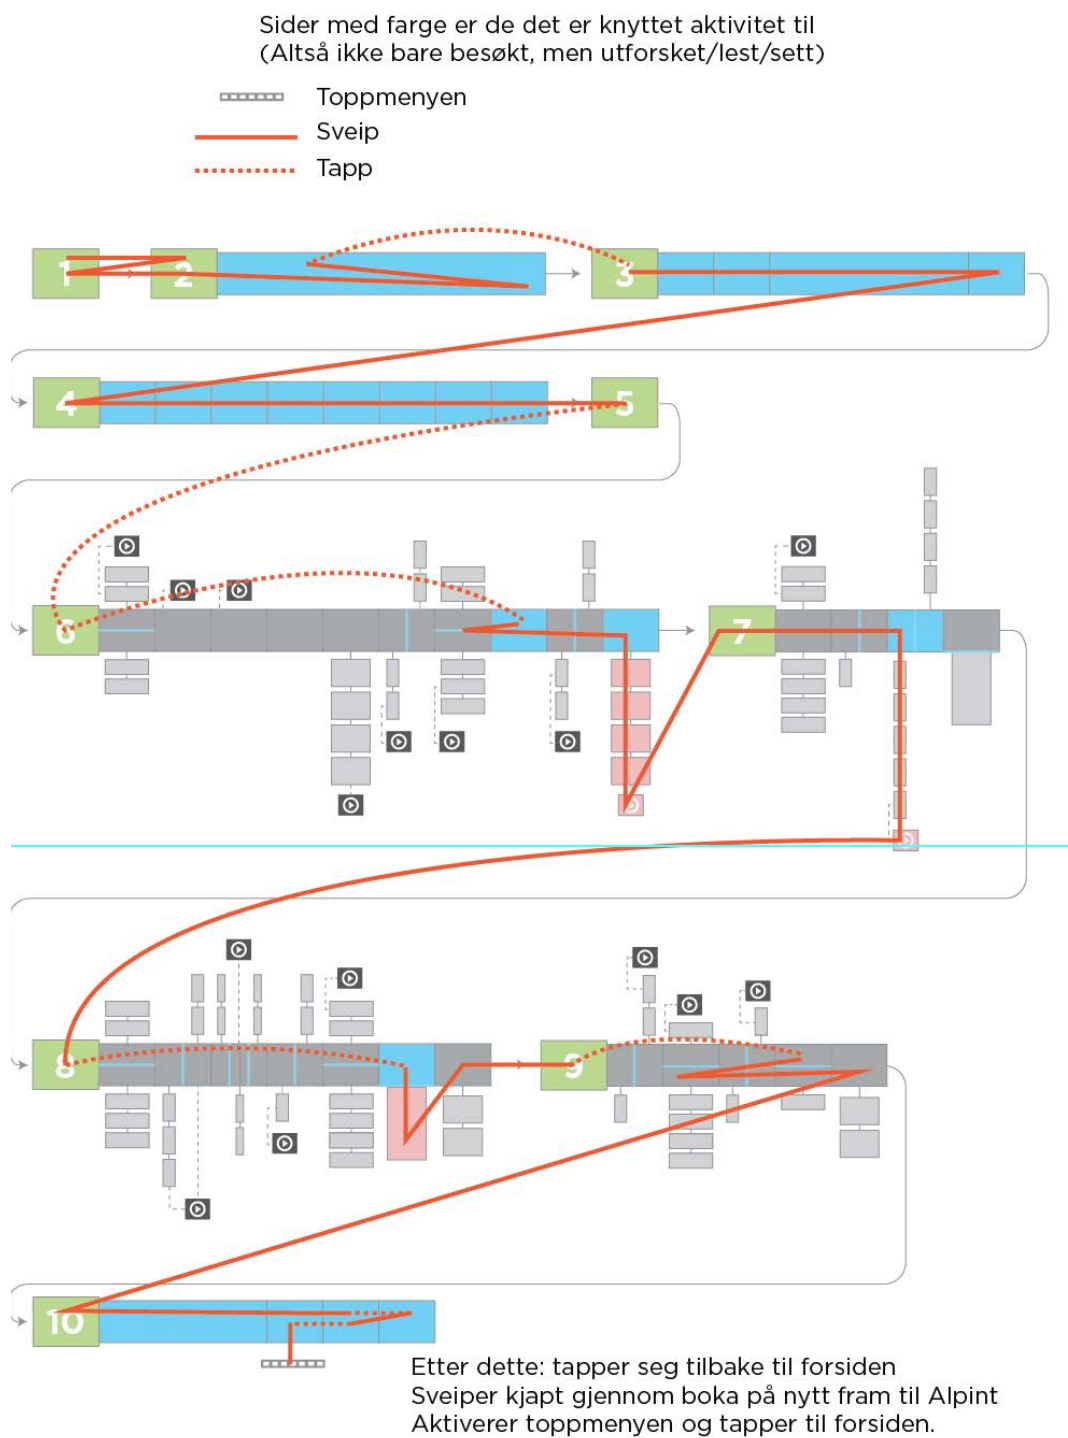 Sider med farge er de det er knyttet aktivitet til
(Altså ikke bare besøkt, men utforsket/lest/sett)
Toppmenyen
Sveip
Tapp
1
2
3
4
5
6
7
8
9
10
Etter dette: tapper seg tilbake til forsiden
Sveiper kjapt gjennom boka på nytt fram til Alpint
Aktiverer toppmenyen og tapper til forsiden.